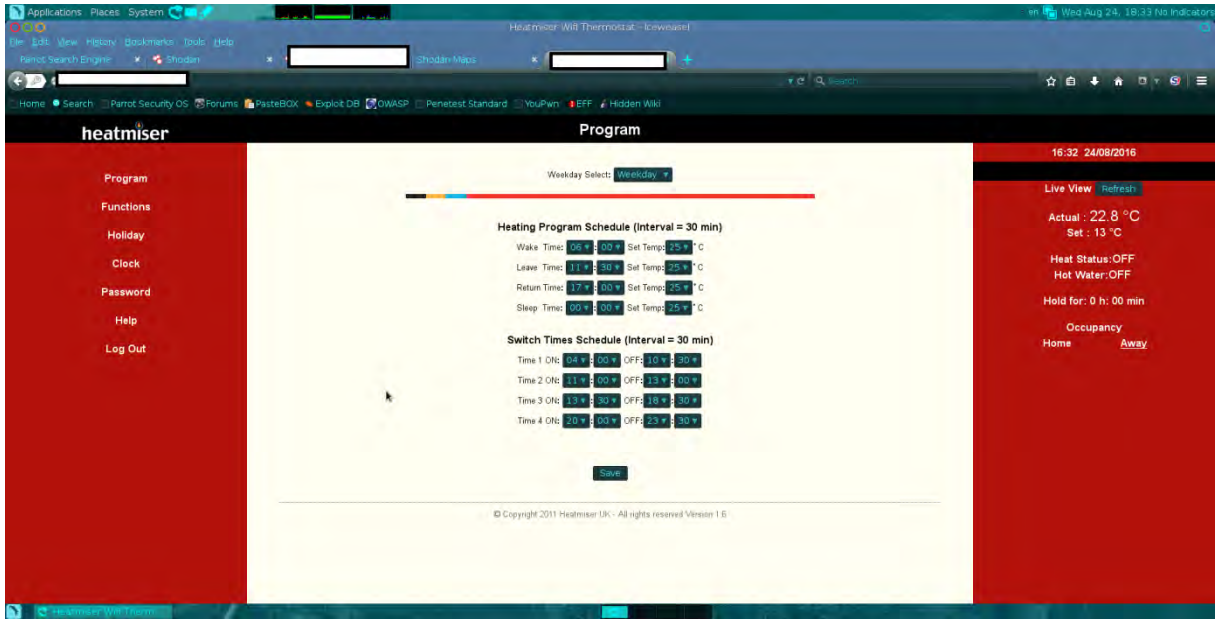 Applications Places System
en Wed Aug 24, 18:33 No Indicators
Heatmiser Wifi Thermostat - Iceweasel
File Edit View History Bookmarks Tools Help
Parrot Search Engine × Shodan × Shodan Maps × +
Search
Home Search Parrot Security OS Forums PasteBOX Exploit DB OWASP Penetest Standard YouPwn EFF Hidden Wiki
heatmiser
Program
16:32 24/08/2016
Program
Functions
Holiday
Clock
Password
Help
Log Out
Weekday Select: Weekday
Heating Program Schedule (Interval = 30 min)
Wake Time: 06 : 00 Set Temp: 25 °C
Leave Time: 11 : 30 Set Temp: 25 °C
Return Time: 17 : 00 Set Temp: 25 °C
Sleep Time: 00 : 00 Set Temp: 25 °C
Switch Times Schedule (Interval = 30 min)
Time 1 ON: 04 : 00 OFF: 10 : 30
Time 2 ON: 11 : 00 OFF: 13 : 00
Time 3 ON: 13 : 30 OFF: 18 : 30
Time 4 ON: 20 : 00 OFF: 23 : 30
Save
© Copyright 2011 Heatmiser UK - All rights reserved Version 1.6
Live View Refresh
Actual : 22.8 °C
Set : 13 °C
Heat Status:OFF
Hot Water:OFF
Hold for: 0 h: 00 min
Occupancy
Home Away
Heatmiser Wifi Therm